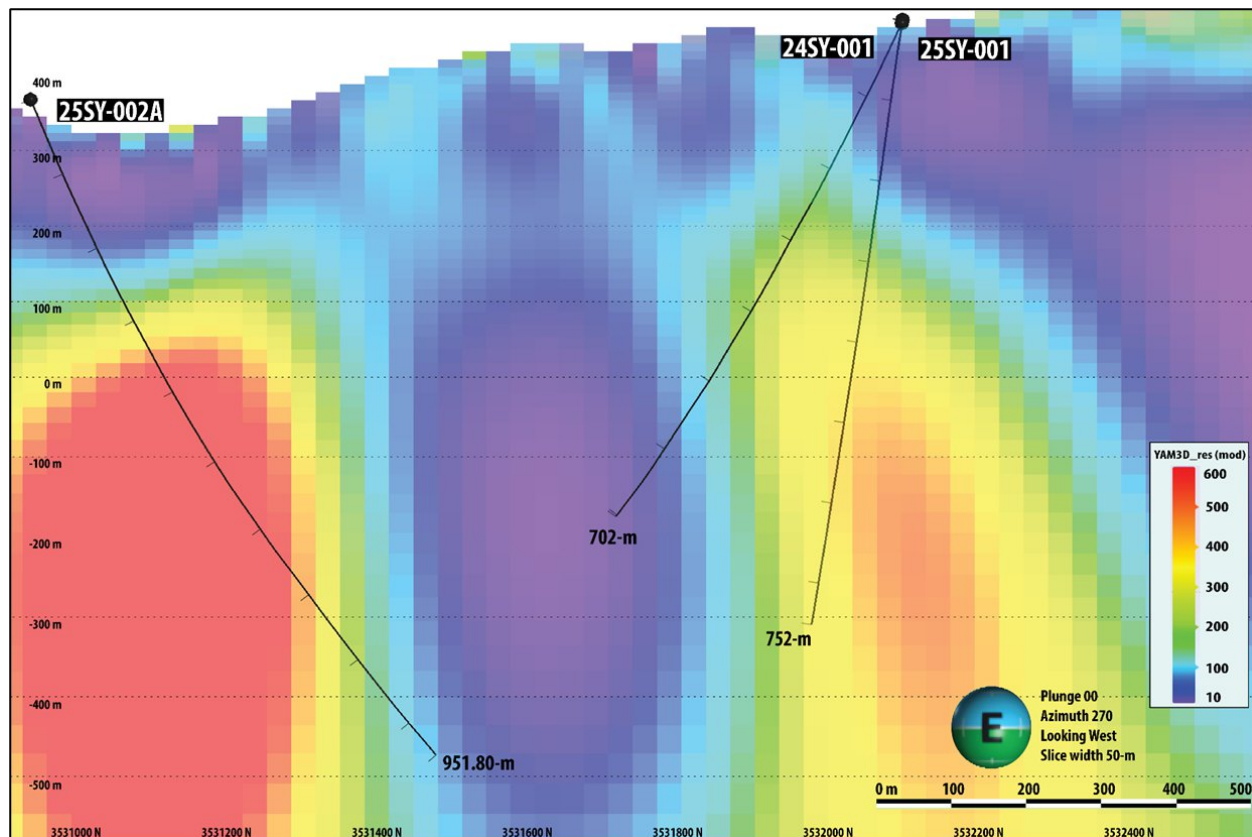 24SY-001
25SY-001
400 m
25SY-002A
300 m
200 m
100 m
0 m
-100 m
-200 m
-300 m
-400 m
-500 m
702-m
752-m
951.80-m
YAM3D_res (mod)
600
500
400
300
200
100
10
E
Plunge 00
Azimuth 270
Looking West
Slice width 50-m
0 m 100 200 300 400 500
3531000 N 3531200 N 3531400 N 3531600 N 3531800 N 3532000 N 3532200 N 3532400 N